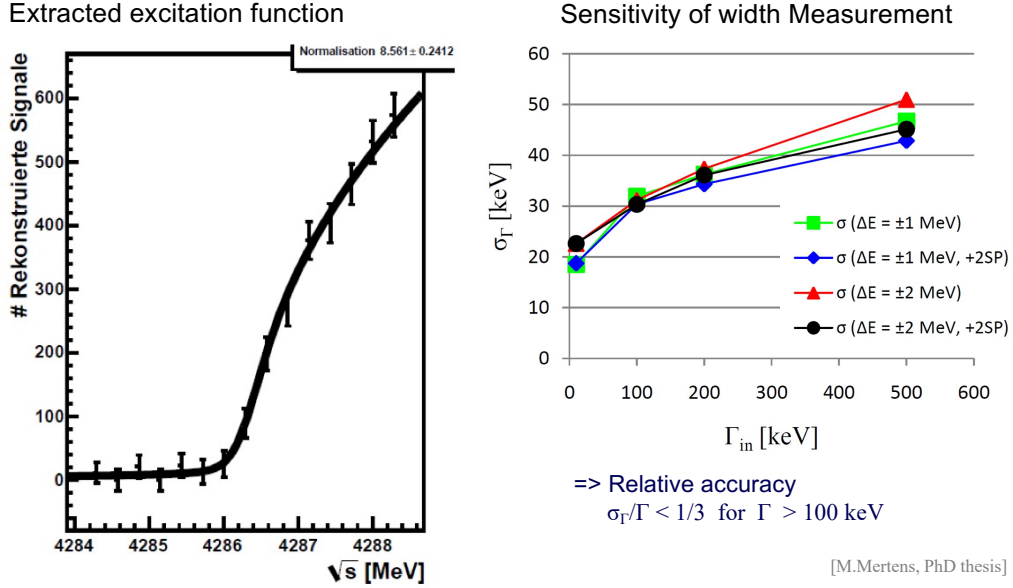 Extracted excitation function
Normalisation 8.561± 0.2412
# Rekonstruierte Signale
600
500
400
300
200
100
0
4284 4285 4286 4287 4288
√s [MeV]
Sensitivity of width Measurement
σΓ [keV]
60
50
40
30
20
10
0
0 100 200 300 400 500 600
Γin [keV]
σ (ΔE = ±1 MeV)
σ (ΔE = ±1 MeV, +2SP)
σ (ΔE = ±2 MeV)
σ (ΔE = ±2 MeV, +2SP)
=> Relative accuracy
σΓ/Γ < 1/3 for Γ > 100 keV
[M.Mertens, PhD thesis]